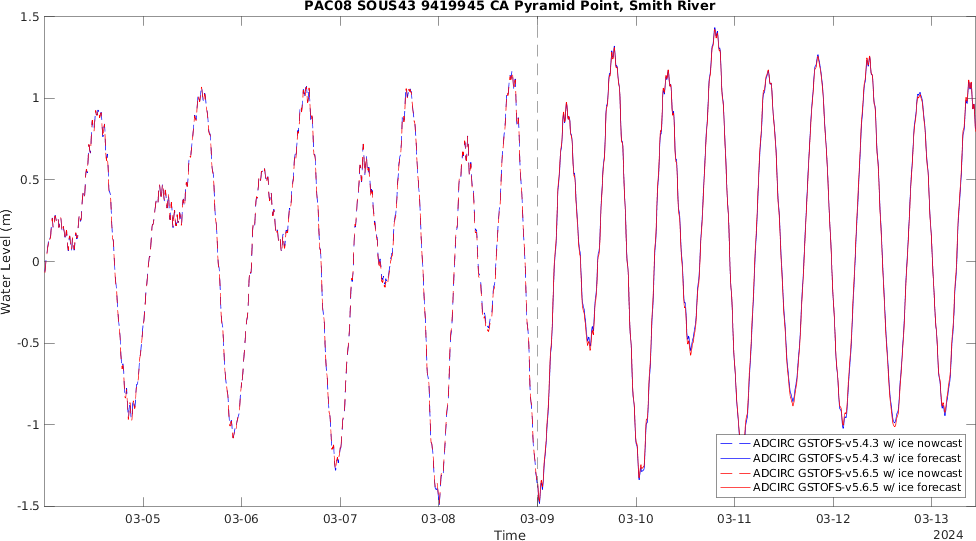 PAC08 SOUS43 9419945 CA Pyramid Point, Smith River
1.5
1
0.5
0
-0.5
-1
-1.5
Water Level (m)
ADCIRC GSTOFS-v5.4.3 w/ ice nowcast
ADCIRC GSTOFS-v5.4.3 w/ ice forecast
ADCIRC GSTOFS-v5.6.5 w/ ice nowcast
ADCIRC GSTOFS-v5.6.5 w/ ice forecast
03-05 03-06 03-07 03-08 03-09 03-10 03-11 03-12 03-13
Time
2024